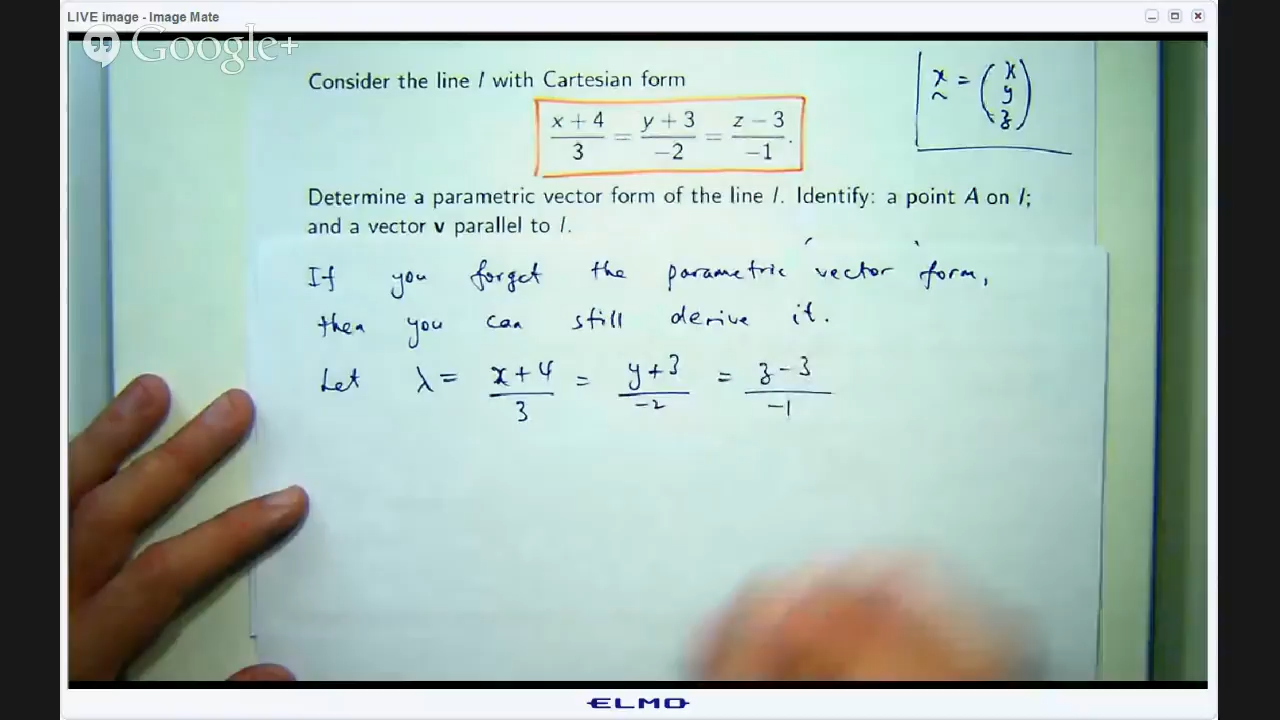 LIVE image - Image Mate
Google+
Consider the line l with Cartesian form
x + 4 / 3 = y + 3 / -2 = z - 3 / -1 .
x = ( x y z )
Determine a parametric vector form of the line l. Identify: a point A on l;
and a vector v parallel to l.
If you forget the parametric vector form,
then you can still derive it.
Let λ = x + 4 / 3 = y + 3 / -2 = z - 3 / -1
ELMO